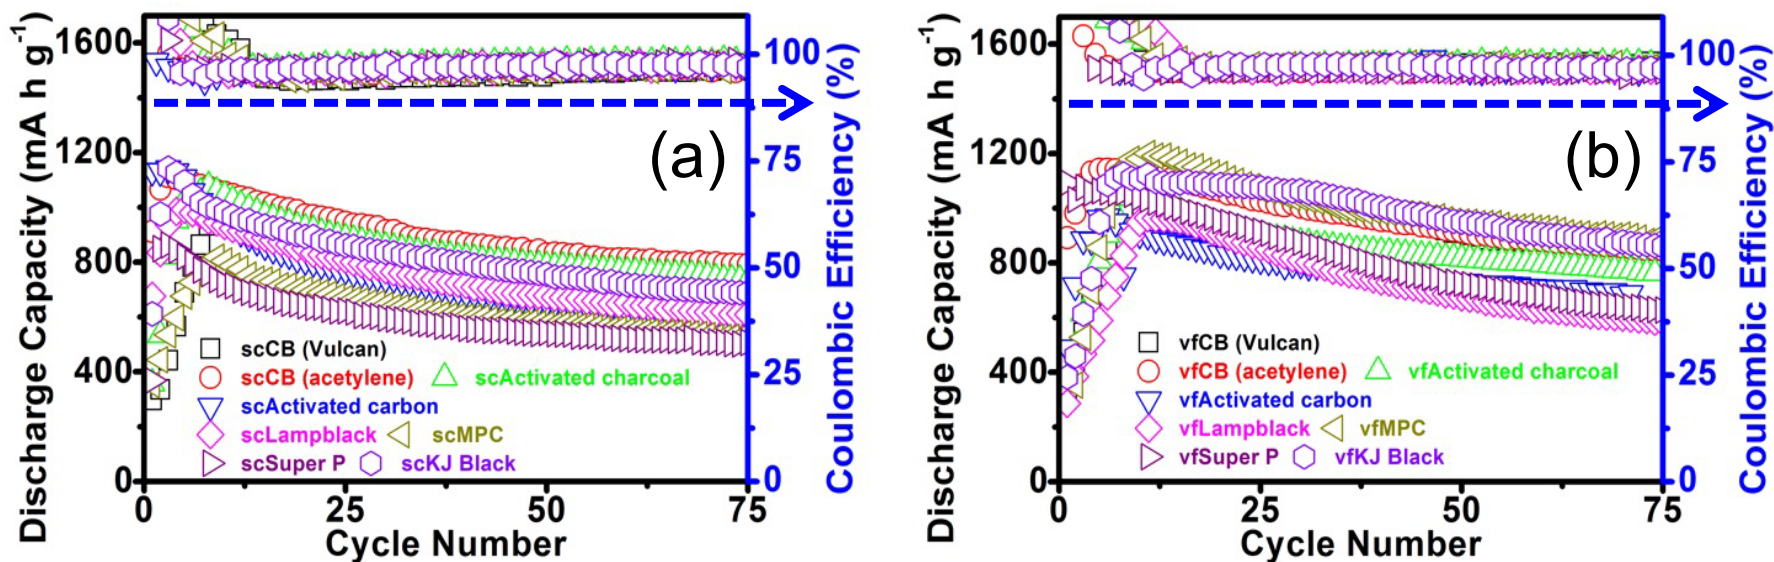 Discharge Capacity (mA h g⁻¹)
1600
1200
800
400
0
0 25 50 75
Cycle Number
100
75
50
25
0
Coulombic Efficiency (%)
(a)
scCB (Vulcan)
scCB (acetylene) scActivated charcoal
scActivated carbon
scLampblack scMPC
scSuper P scKJ Black
Discharge Capacity (mA h g⁻¹)
1600
1200
800
400
0
0 25 50 75
Cycle Number
100
75
50
25
0
Coulombic Efficiency (%)
(b)
vfCB (Vulcan)
vfCB (acetylene) vfActivated charcoal
vfActivated carbon
vfLampblack vfMPC
vfSuper P vfKJ Black